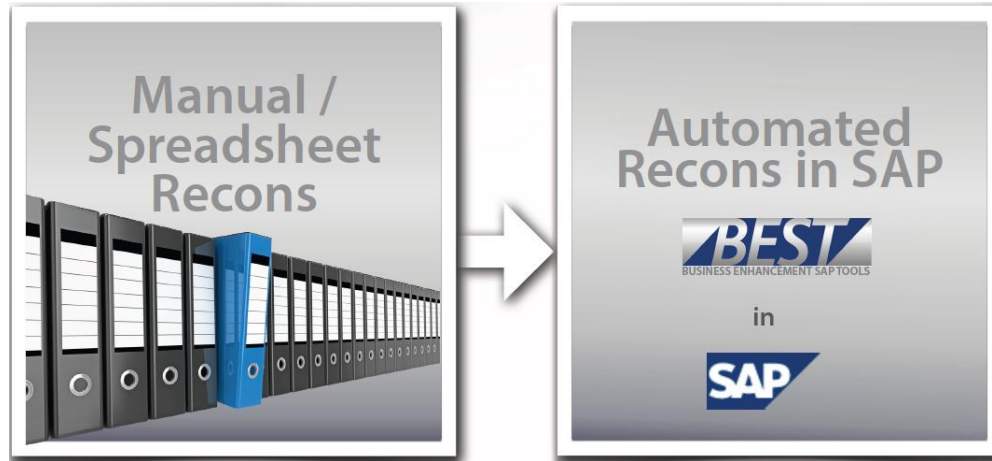 Manual /
Spreadsheet
Recons
Automated
Recons in SAP
BEST
BUSINESS ENHANCEMENT SAP TOOLS
in
SAP